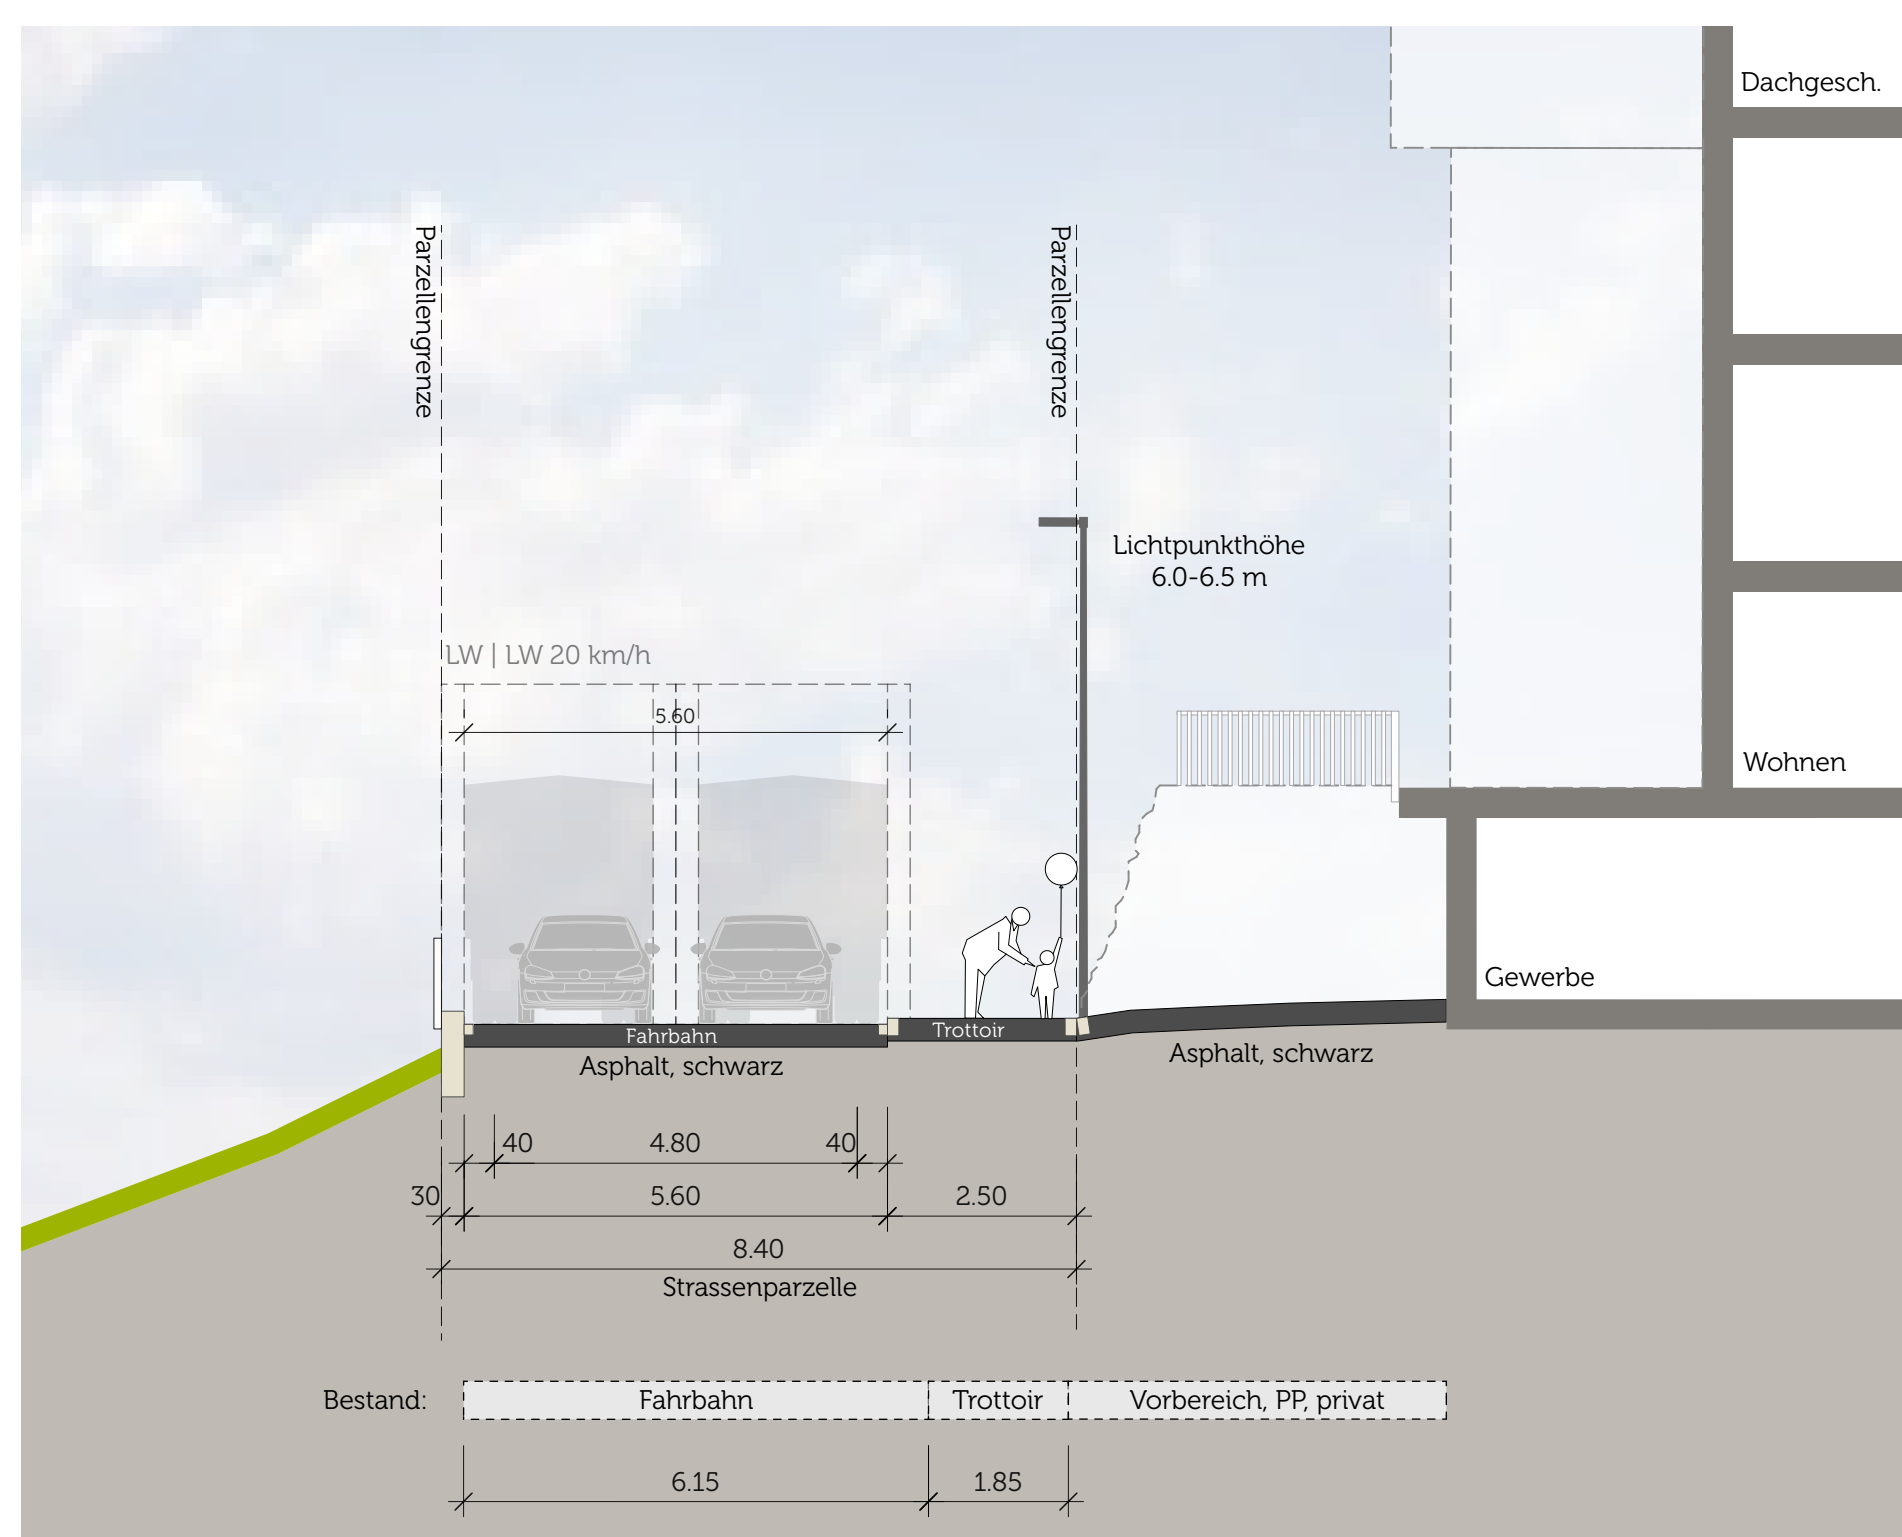 Dachgesch.
Parzellengrenze
Parzellengrenze
Lichtpunkthöhe
6.0-6.5 m
LW | LW 20 km/h
5.60
Wohnen
Gewerbe
Fahrbahn
Trottoir
Asphalt, schwarz
Asphalt, schwarz
40
4.80
40
30
5.60
2.50
8.40
Strassenparzelle
Bestand:
Fahrbahn
Trottoir
Vorbereich, PP, privat
6.15
1.85